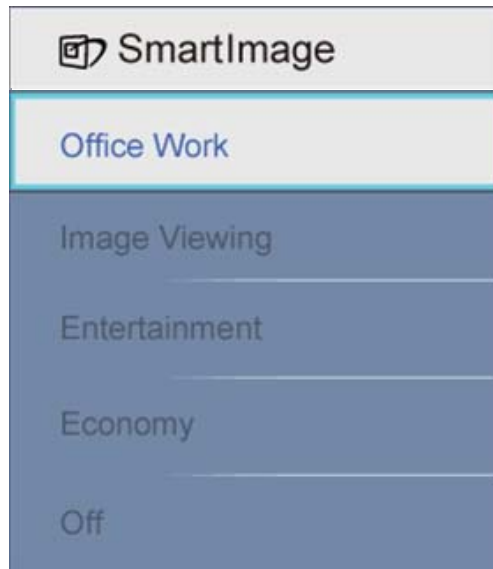 SmartImage
Office Work
Image Viewing
Entertainment
Economy
Off